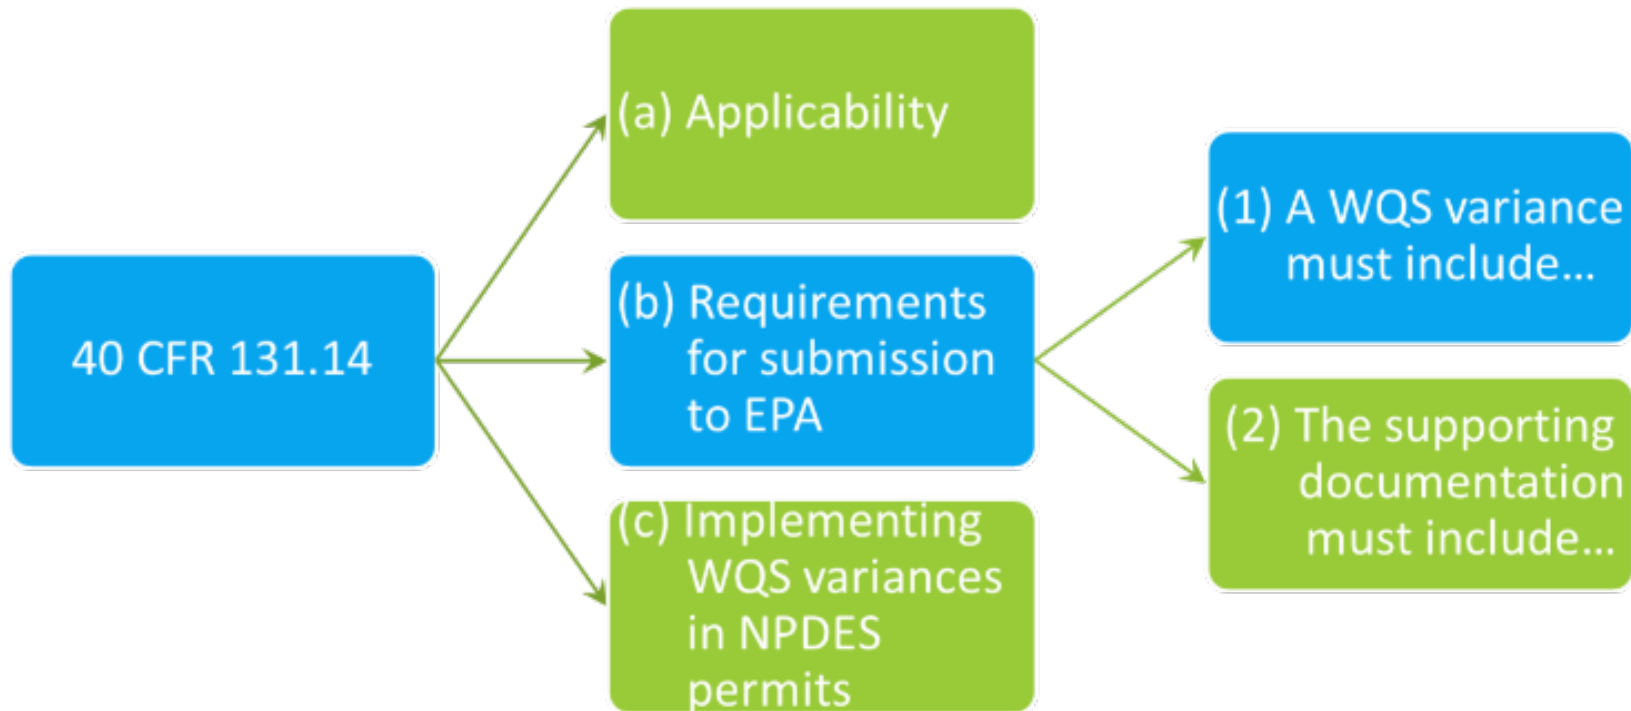 40 CFR 131.14
(a) Applicability
(b) Requirements
for submission
to EPA
(c) Implementing
WQS variances
in NPDES
permits
(1) A WQS variance
must include…
(2) The supporting
documentation
must include…